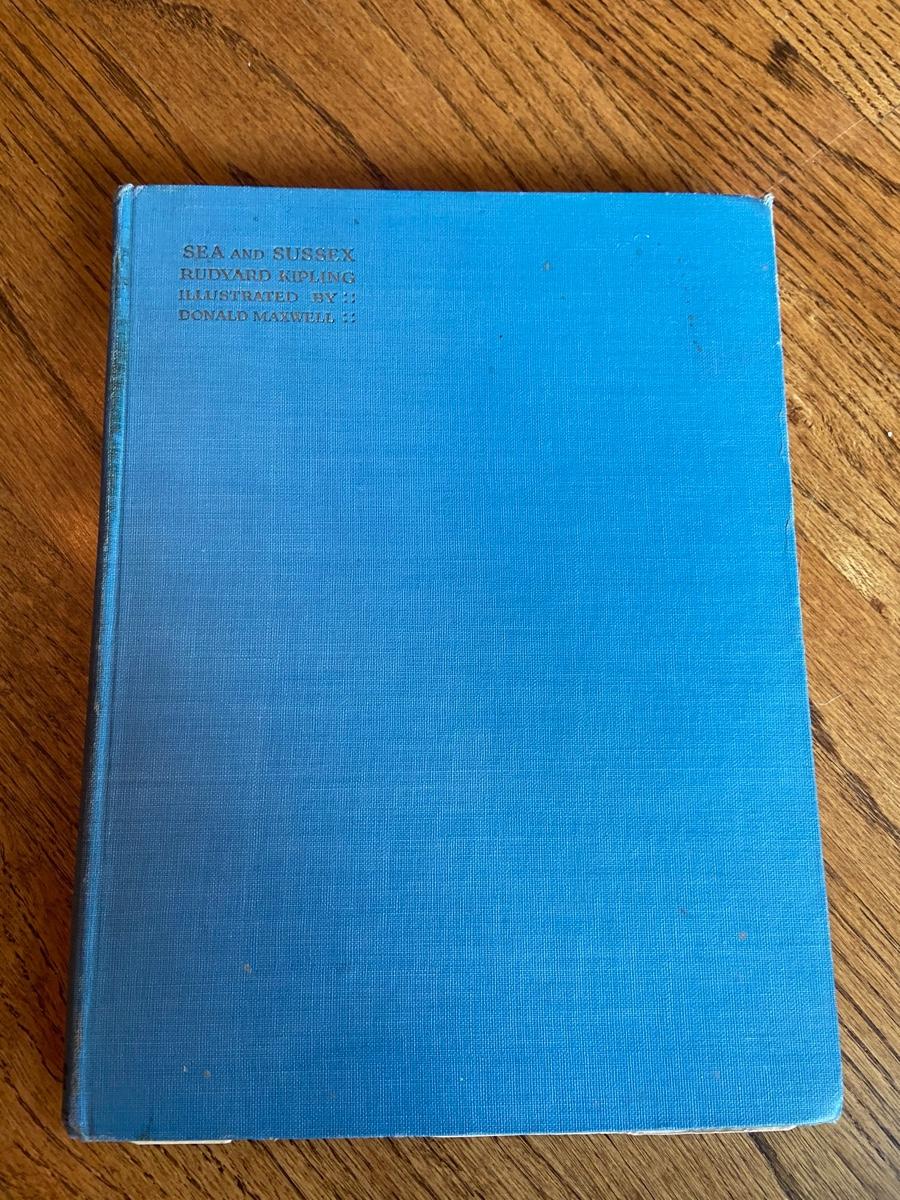 SEA AND SUSSEX
RUDYARD KIPLING
ILLUSTRATED BY ::
DONALD MAXWELL ::